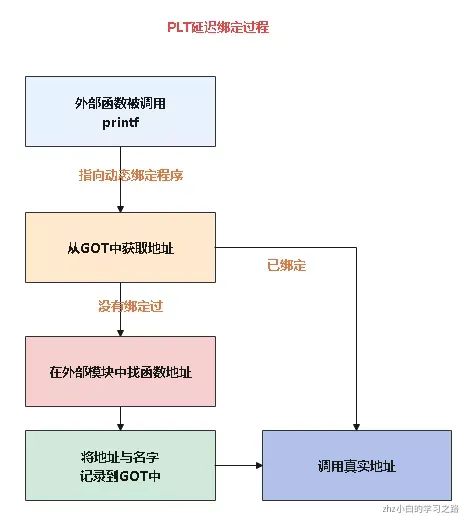 PLT延迟绑定过程
外部函数被调用
printf
指向动态绑定程序
从GOT中获取地址
已绑定
没有绑定过
在外部模块中找函数地址
将地址与名字
记录到GOT中
调用真实地址
zhz小白的学习之路